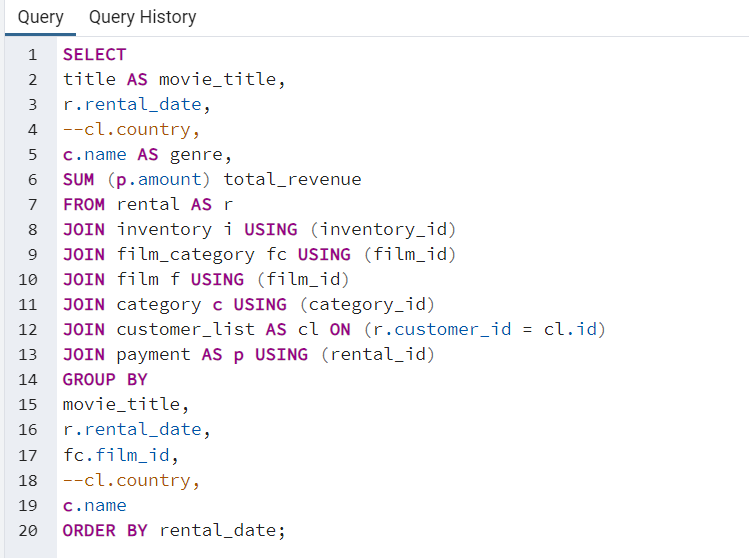 Query Query History
1 SELECT
2 title AS movie_title,
3 r.rental_date,
4 --cl.country,
5 c.name AS genre,
6 SUM (p.amount) total_revenue
7 FROM rental AS r
8 JOIN inventory i USING (inventory_id)
9 JOIN film_category fc USING (film_id)
10 JOIN film f USING (film_id)
11 JOIN category c USING (category_id)
12 JOIN customer_list AS cl ON (r.customer_id = cl.id)
13 JOIN payment AS p USING (rental_id)
14 GROUP BY
15 movie_title,
16 r.rental_date,
17 fc.film_id,
18 --cl.country,
19 c.name
20 ORDER BY rental_date;